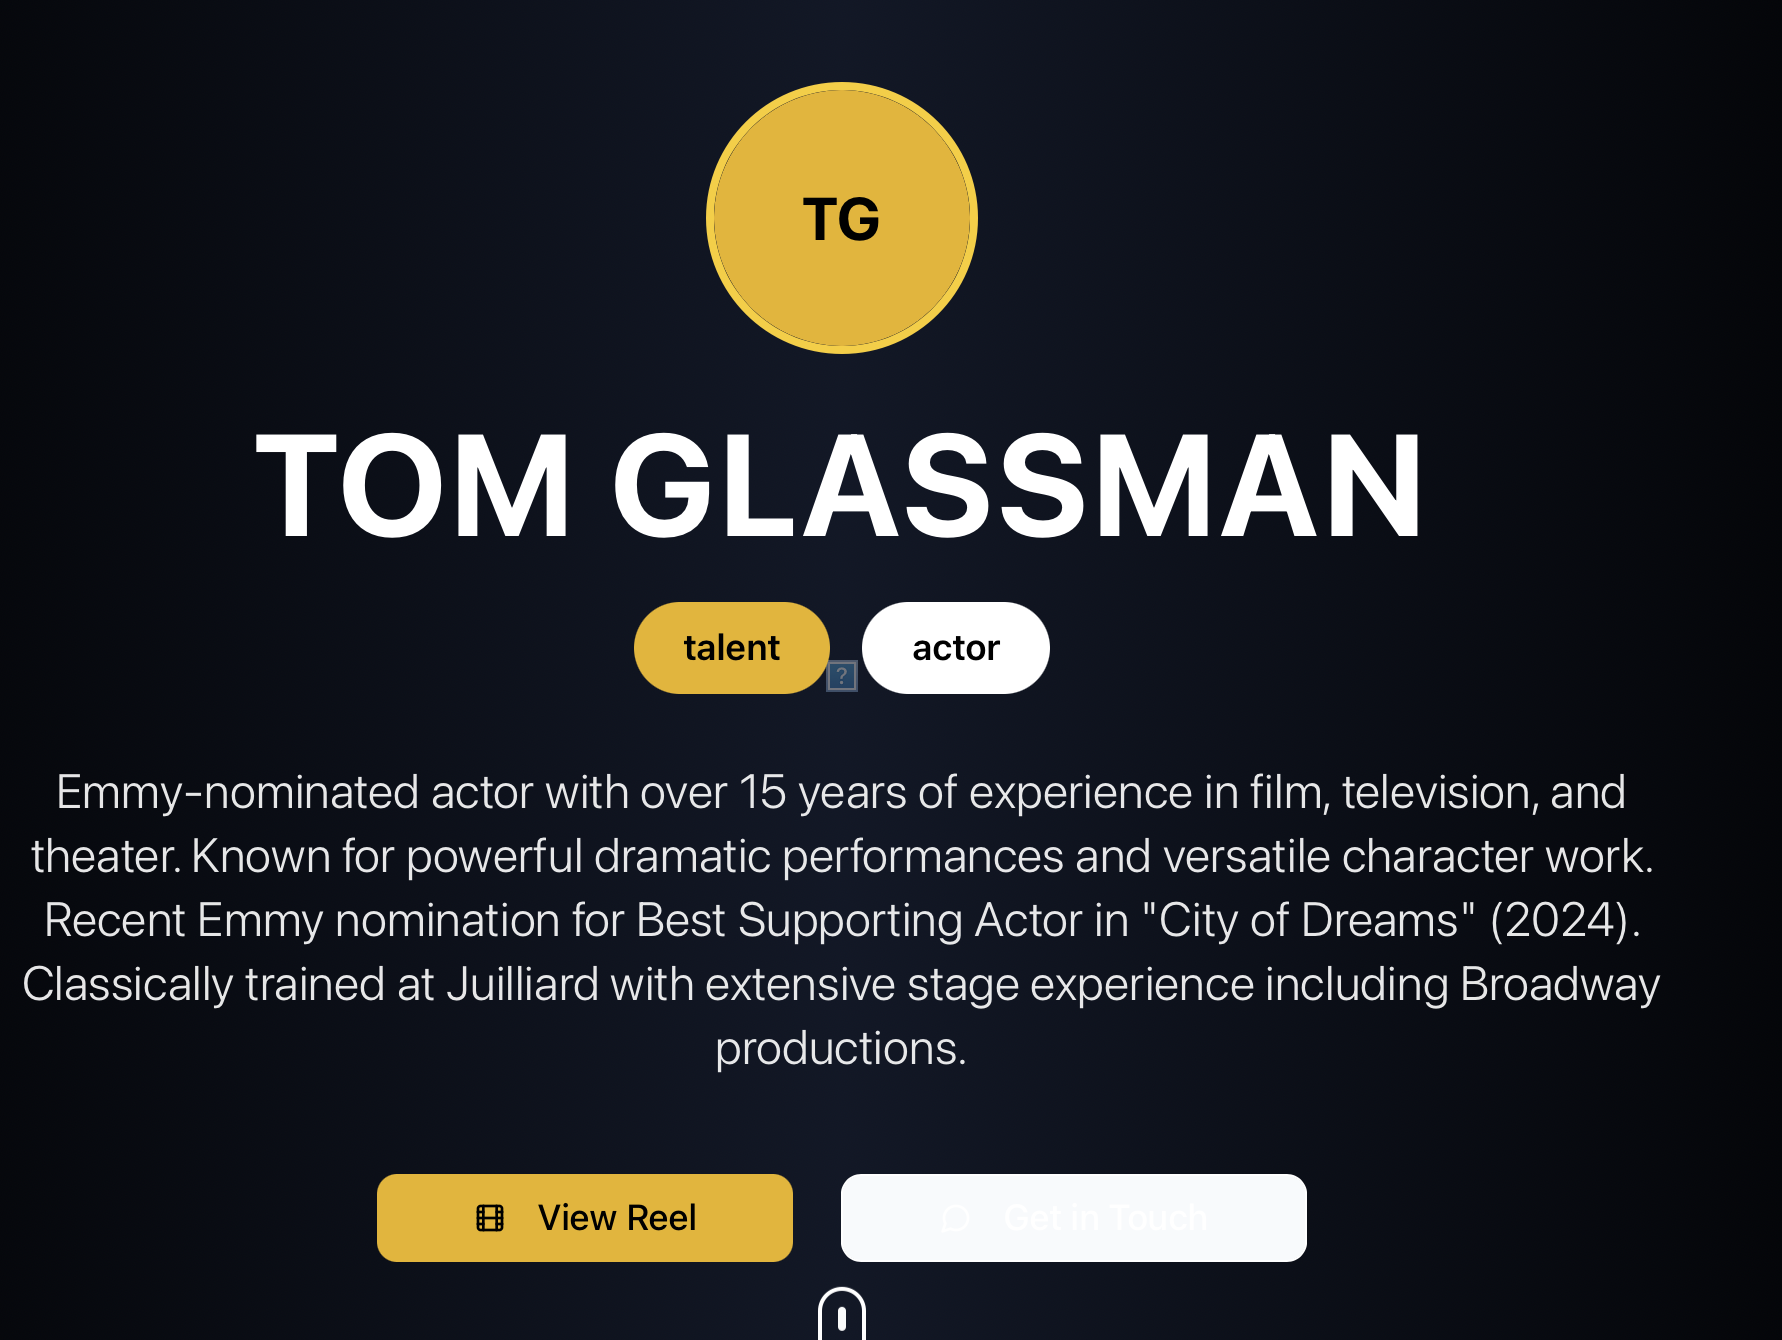 TG
TOM GLASSMAN
talent
actor
?
Emmy-nominated actor with over 15 years of experience in film, television, and
theater. Known for powerful dramatic performances and versatile character work.
Recent Emmy nomination for Best Supporting Actor in "City of Dreams" (2024).
Classically trained at Juilliard with extensive stage experience including Broadway
productions.
View Reel
Get in Touch